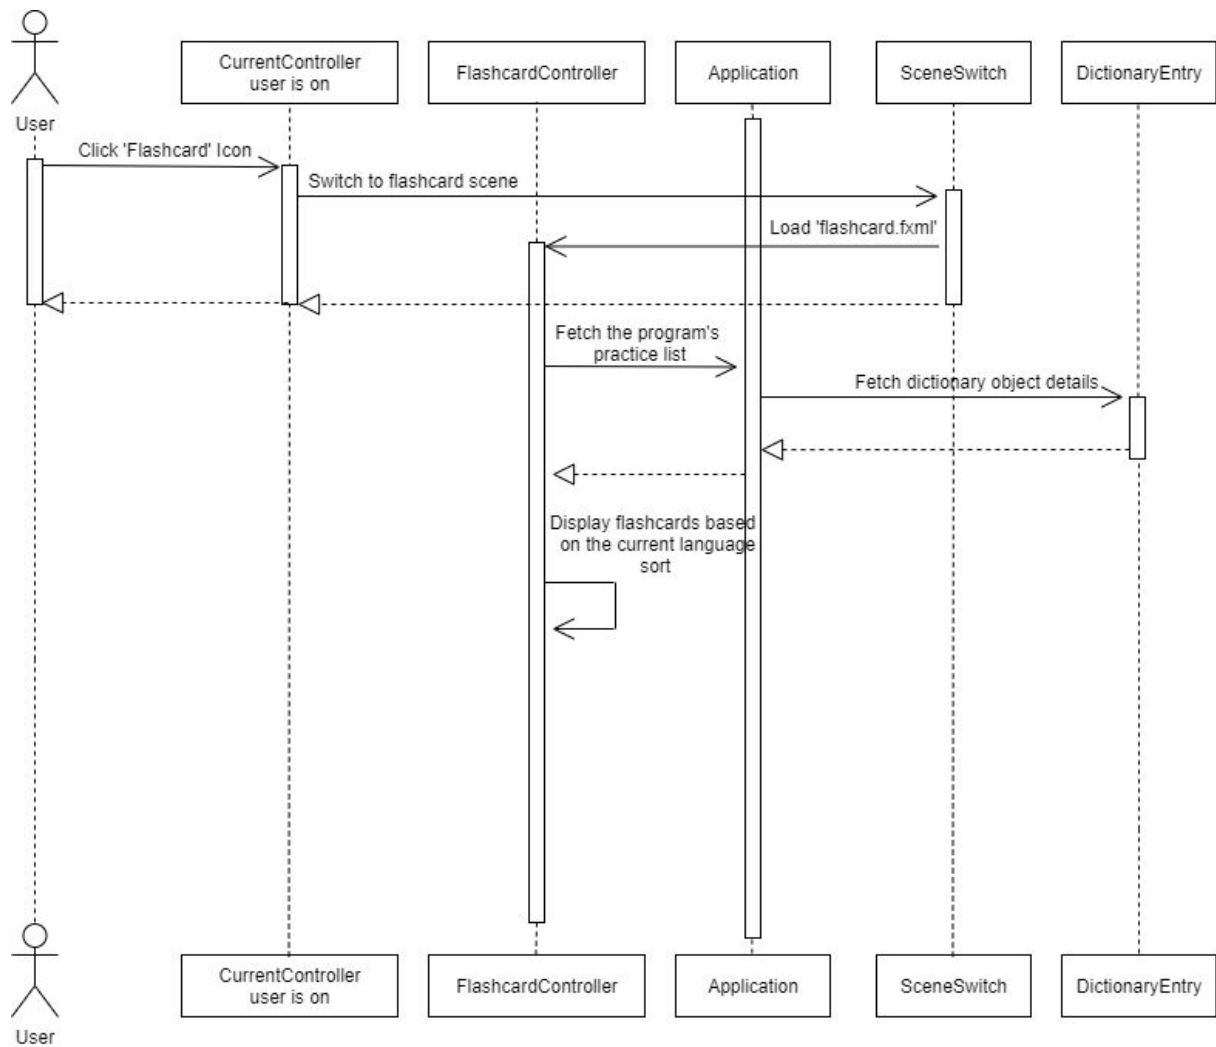 CurrentController
user is on
FlashcardController
Application
SceneSwitch
DictionaryEntry
User
Click 'Flashcard' Icon
Switch to flashcard scene
Load 'flashcard.fxml'
Fetch the program's
practice list
Fetch dictionary object details
Display flashcards based
on the current language
sort
CurrentController
user is on
FlashcardController
Application
SceneSwitch
DictionaryEntry
User